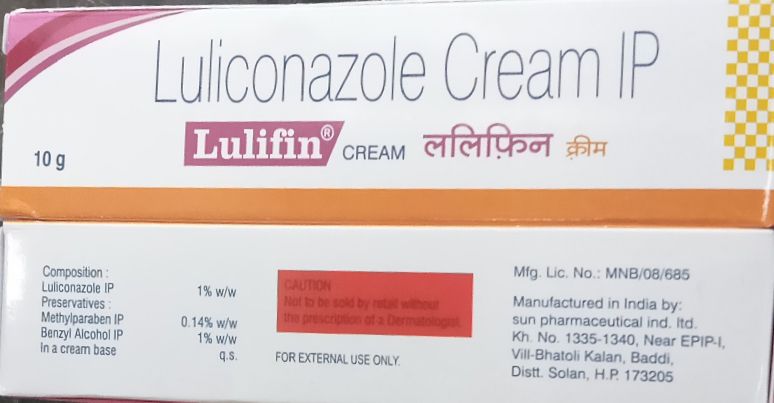 Luliconazole Cream IP
Lulifin® CREAM ललिफ़िन क्रीम
10 g
Composition :
Luliconazole IP 1% w/w
Preservatives :
Methylparaben IP 0.14% w/w
Benzyl Alcohol IP 1% w/w
In a cream base q.s.
CAUTION
Not to be sold by retail without
the prescription of a Dermatologist.
FOR EXTERNAL USE ONLY.
Mfg. Lic. No.: MNB/08/685
Manufactured in India by:
sun pharmaceutical ind. ltd.
Kh. No. 1335-1340, Near EPIP-I,
Vill-Bhatoli Kalan, Baddi,
Distt. Solan, H.P. 173205